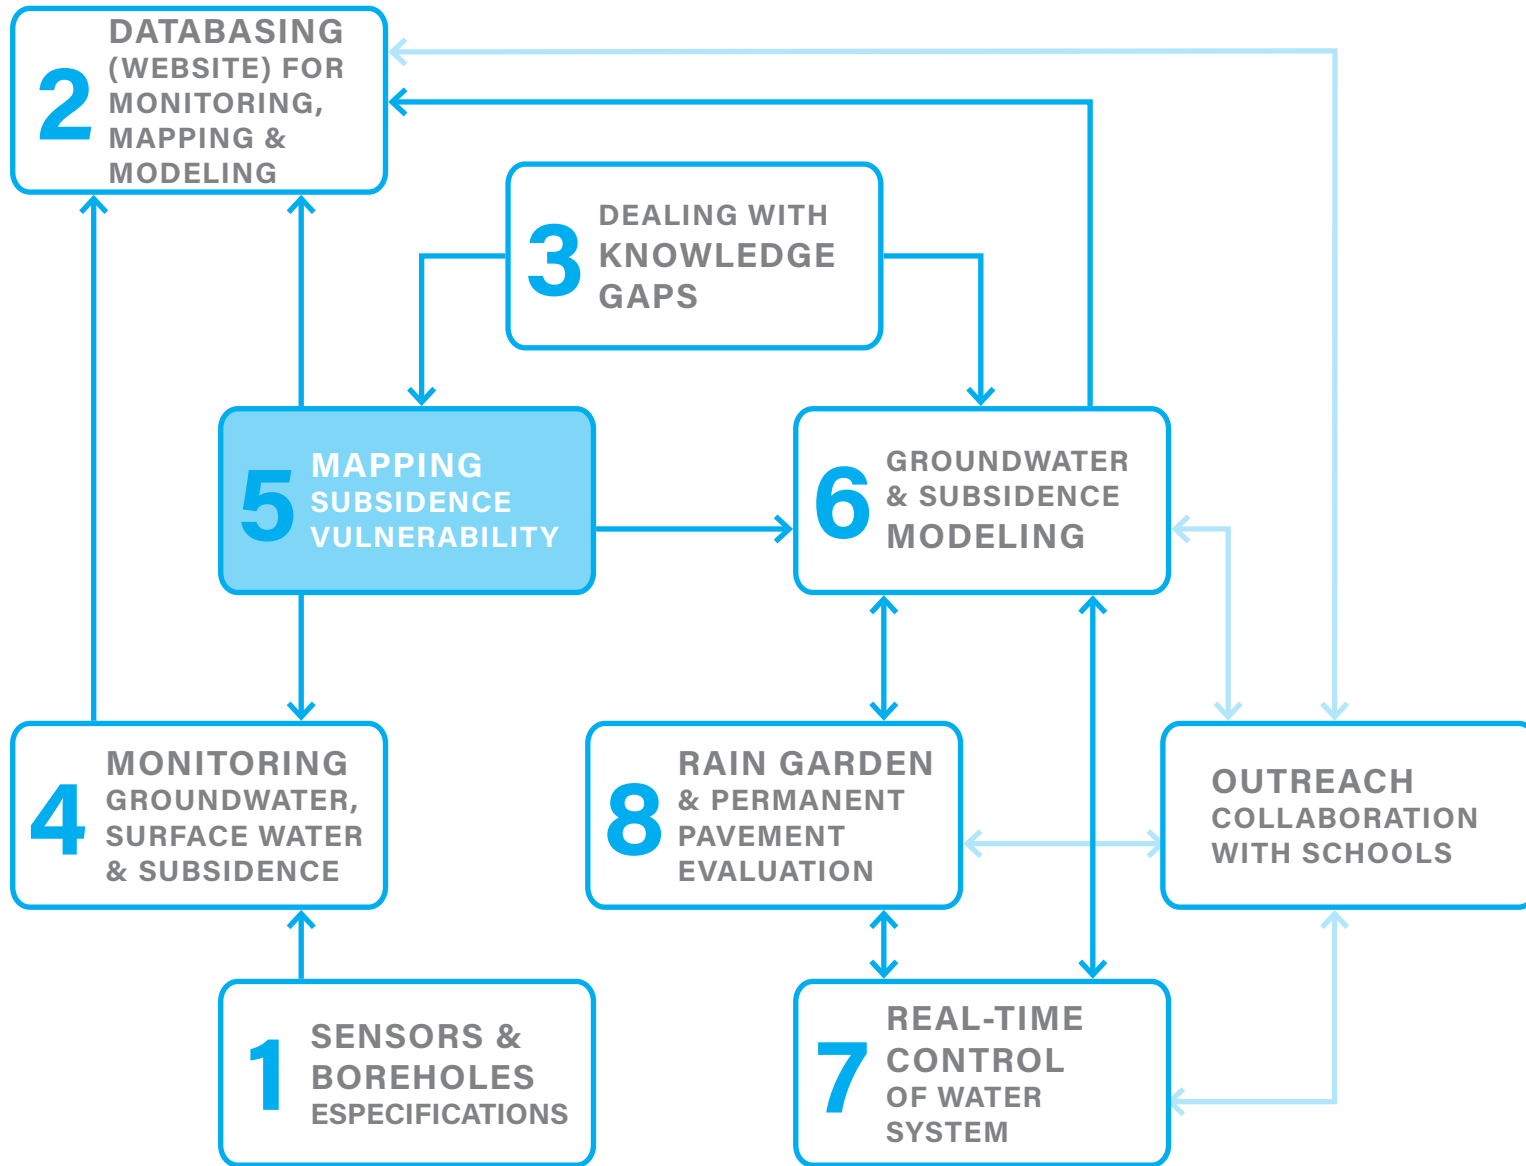 2
DATABASING
(WEBSITE) FOR
MONITORING,
MAPPING &
MODELING
3
DEALING WITH
KNOWLEDGE
GAPS
5
MAPPING
SUBSIDENCE
VULNERABILITY
6
GROUNDWATER
& SUBSIDENCE
MODELING
4
MONITORING
GROUNDWATER,
SURFACE WATER
& SUBSIDENCE
8
RAIN GARDEN
& PERMANENT
PAVEMENT
EVALUATION
OUTREACH
COLLABORATION
WITH SCHOOLS
1
SENSORS &
BOREHOLES
ESPECIFICATIONS
7
REAL-TIME
CONTROL
OF WATER
SYSTEM